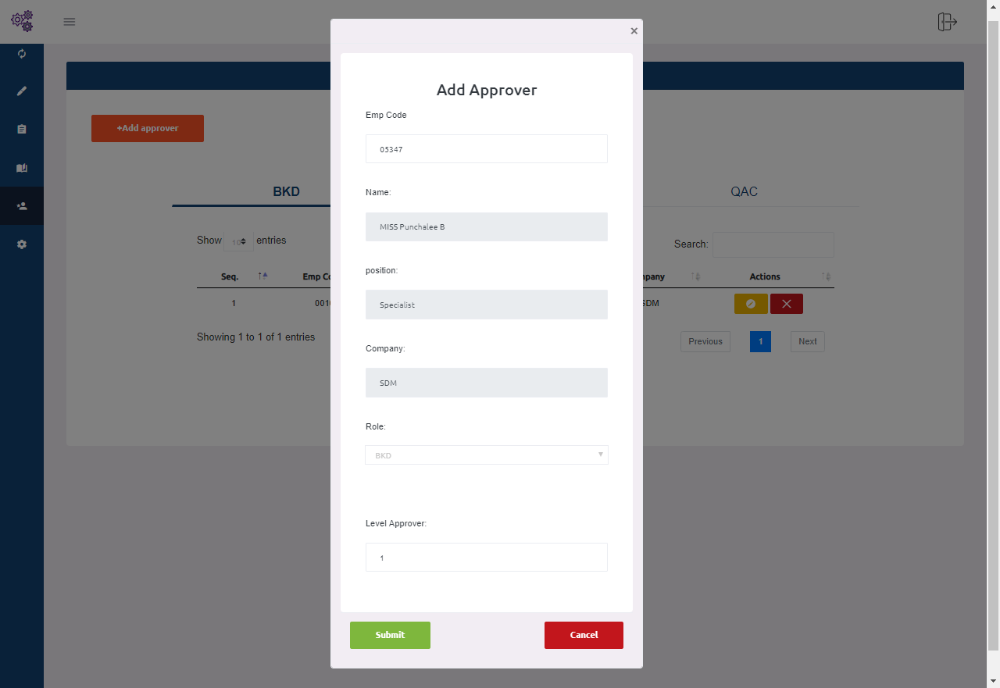 ×
Add Approver
Emp Code
+Add approver
05347
BKD
QAC
Name:
MISS Punchalee B
Show 10 entries
Search:
position:
Seq.
Emp
Actions
1
SDM
Specialist
Showing 1 to 1 of 1 entries
Previous 1 Next
Company:
SDM
Role:
BKD
Level Approver:
1
Submit
Cancel